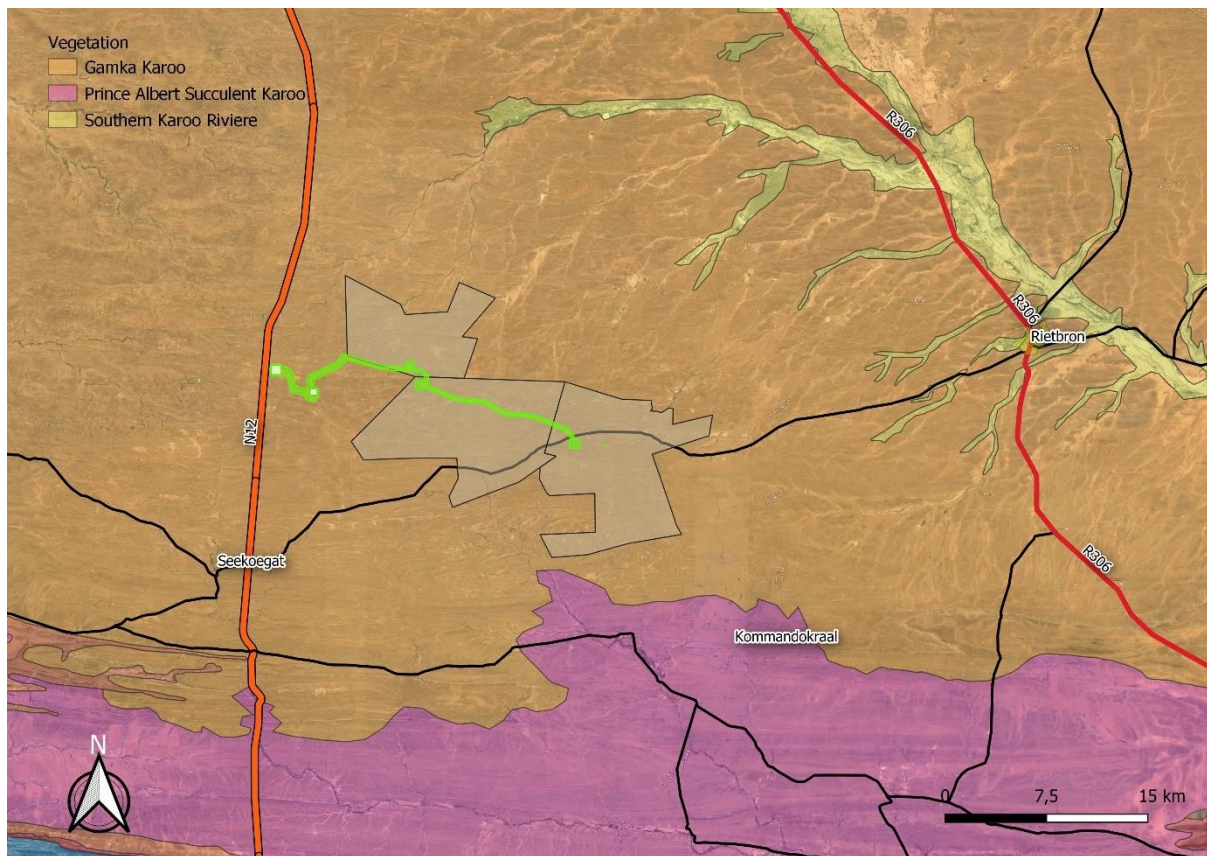 Vegetation
Gamka Karoo
Prince Albert Succulent Karoo
Southern Karoo Riviere
R306
R306
Rietbron
N12
Seekoegat
R306
Kommandokraal
N
0 7,5 15 km